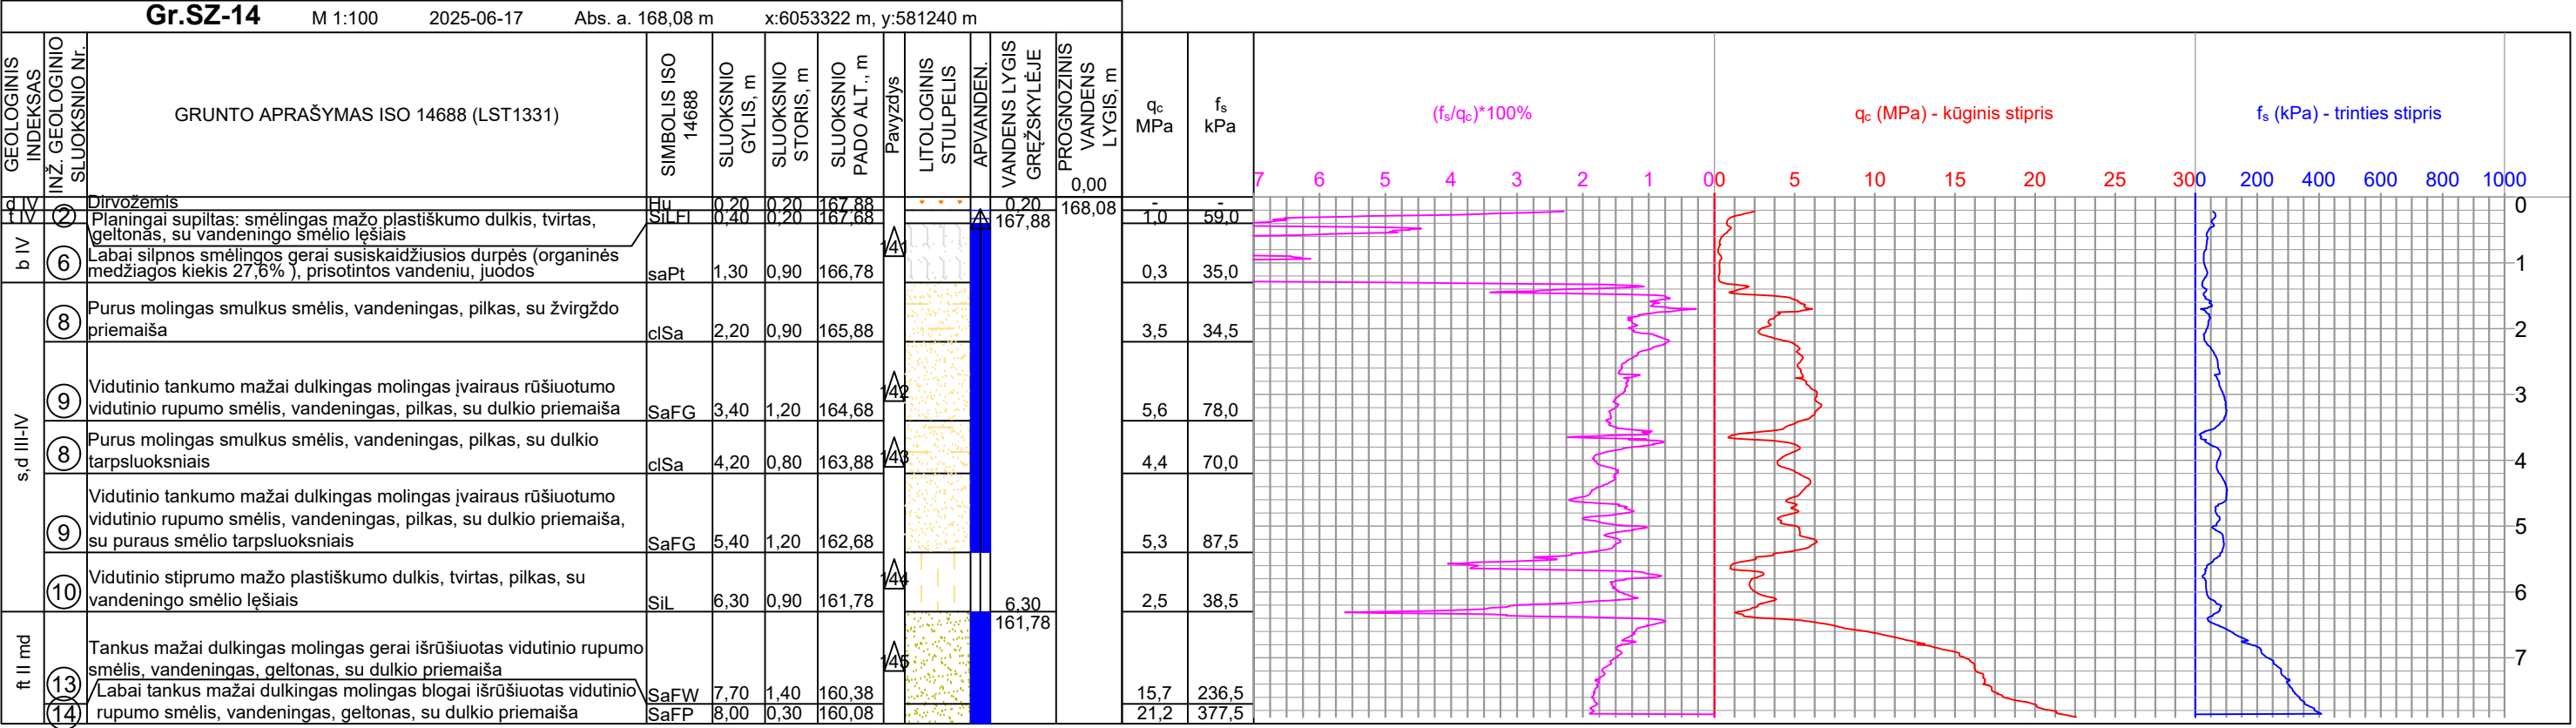 Gr.SZ-14 M 1:100 2025-06-17 Abs. a. 168,08 m x:6053322 m, y:581240 m
GEOLOGINIS
INDEKSAS
INŽ. GEOLOGINIO
SLUOKSNIO Nr.
GRUNTO APRAŠYMAS ISO 14688 (LST1331)
SIMBOLIS ISO
14688
SLUOKSNIO
GYLIS, m
SLUOKSNIO
STORIS, m
SLUOKSNIO
PADO ALT., m
Pavyzdys
LITOLOGINIS
STULPELIS
APVANDEN.
VANDENS LYGIS
GRĘŽSKYLĖJE
PROGNOZINIS
VANDENS
LYGIS, m
0,00
168,08
qc
MPa
fs
kPa
(fs/qc)*100%
qc (MPa) - kūginis stipris
fs (kPa) - trinties stipris
7 6 5 4 3 2 1 0
0 5 10 15 20 25 30
0 200 400 600 800 1000
d IV
Dirvožemis
Hu 0,20 0,20 167,88 - -
0,20
167,88
t IV
2
Planingai supiltas: smėlingas mažo plastiškumo dulkis, tvirtas,
geltonas, su vandeningo smėlio lęšiais
SiLFl 0,40 0,20 167,68 1,0 59,0
b IV
6
Labai silpnos smėlingos gerai susiskaidžiusios durpės (organinės
medžiagos kiekis 27,6% ), prisotintos vandeniu, juodos
saPt 1,30 0,90 166,78 141 0,3 35,0
s,d III-IV
8
Purus molingas smulkus smėlis, vandeningas, pilkas, su žvirgždo
priemaiša
clSa 2,20 0,90 165,88 3,5 34,5
9
Vidutinio tankumo mažai dulkingas molingas įvairaus rūšiuotumo
vidutinio rupumo smėlis, vandeningas, pilkas, su dulkio priemaiša
SaFG 3,40 1,20 164,68 142 5,6 78,0
8
Purus molingas smulkus smėlis, vandeningas, pilkas, su dulkio
tarpsluoksniais
clSa 4,20 0,80 163,88 143 4,4 70,0
9
Vidutinio tankumo mažai dulkingas molingas įvairaus rūšiuotumo
vidutinio rupumo smėlis, vandeningas, pilkas, su dulkio priemaiša,
su puraus smėlio tarpsluoksniais
SaFG 5,40 1,20 162,68 5,3 87,5
10
Vidutinio stiprumo mažo plastiškumo dulkis, tvirtas, pilkas, su
vandeningo smėlio lęšiais
SiL 6,30 0,90 161,78 144 2,5 38,5
6,30
161,78
ft II md
13
Tankus mažai dulkingas molingas gerai išrūšiuotas vidutinio rupumo
smėlis, vandeningas, geltonas, su dulkio priemaiša
SaFW 7,70 1,40 160,38 145 15,7 236,5
14
Labai tankus mažai dulkingas molingas blogai išrūšiuotas vidutinio
rupumo smėlis, vandeningas, geltonas, su dulkio priemaiša
SaFP 8,00 0,30 160,08 21,2 377,5
0
1
2
3
4
5
6
7